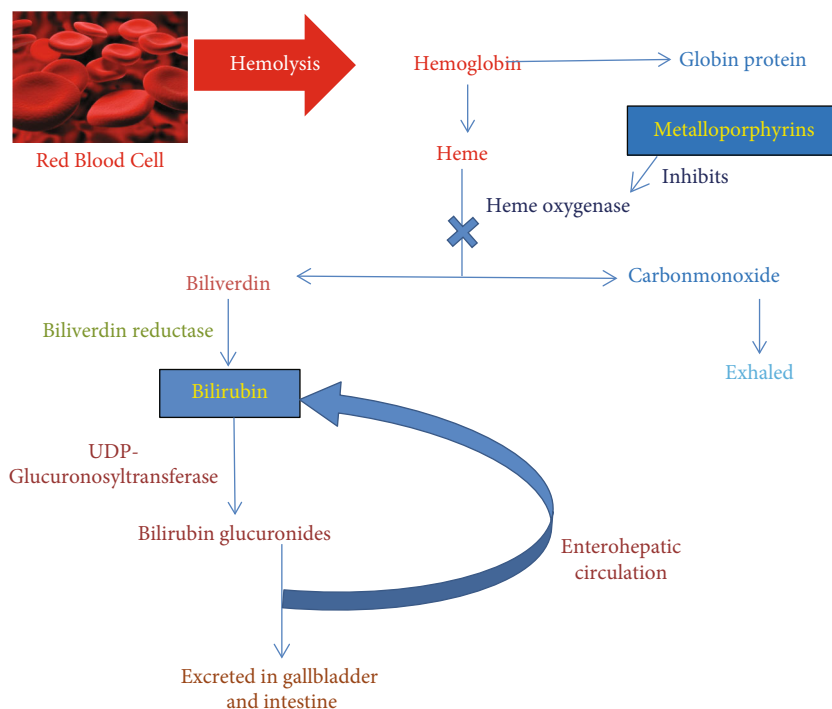 Hemolysis
Hemoglobin
Globin protein
Red Blood Cell
Heme
Metalloporphyrins
Inhibits
Heme oxygenase
Biliverdin
Carbonmonoxide
Biliverdin reductase
Exhaled
Bilirubin
UDP-
Glucuronosyltransferase
Bilirubin glucuronides
Enterohepatic
circulation
Excreted in gallbladder
and intestine